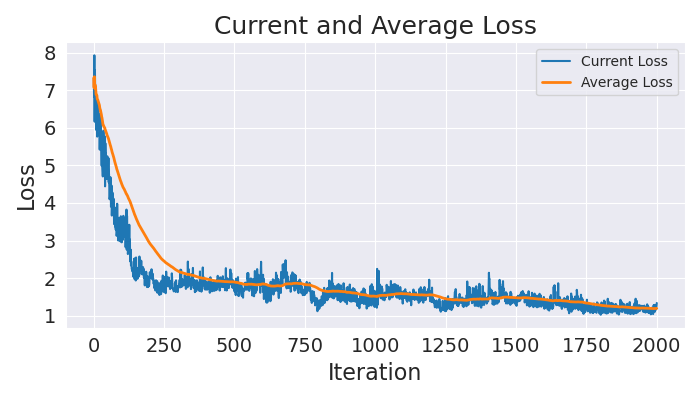 Current and Average Loss
Current Loss
Average Loss
8
7
6
5
4
3
2
1
Loss
0 250 500 750 1000 1250 1500 1750 2000
Iteration